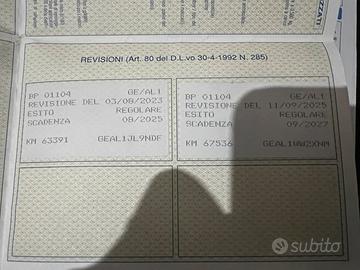 REVISIONI (Art. 80 del D.L.vo 30-4-1992 N. 285)
BP 01104 GE/AL1
REVISIONE DEL 03/08/2023
ESITO REGOLARE
SCADENZA 08/2025
KM 63391 GEAL1JL9NDF
BP 01104 GE/AL1
REVISIONE DEL 11/09/2025
ESITO REGOLARE
SCADENZA 09/2027
KM 67536 GEAL1WW2XNM
subito